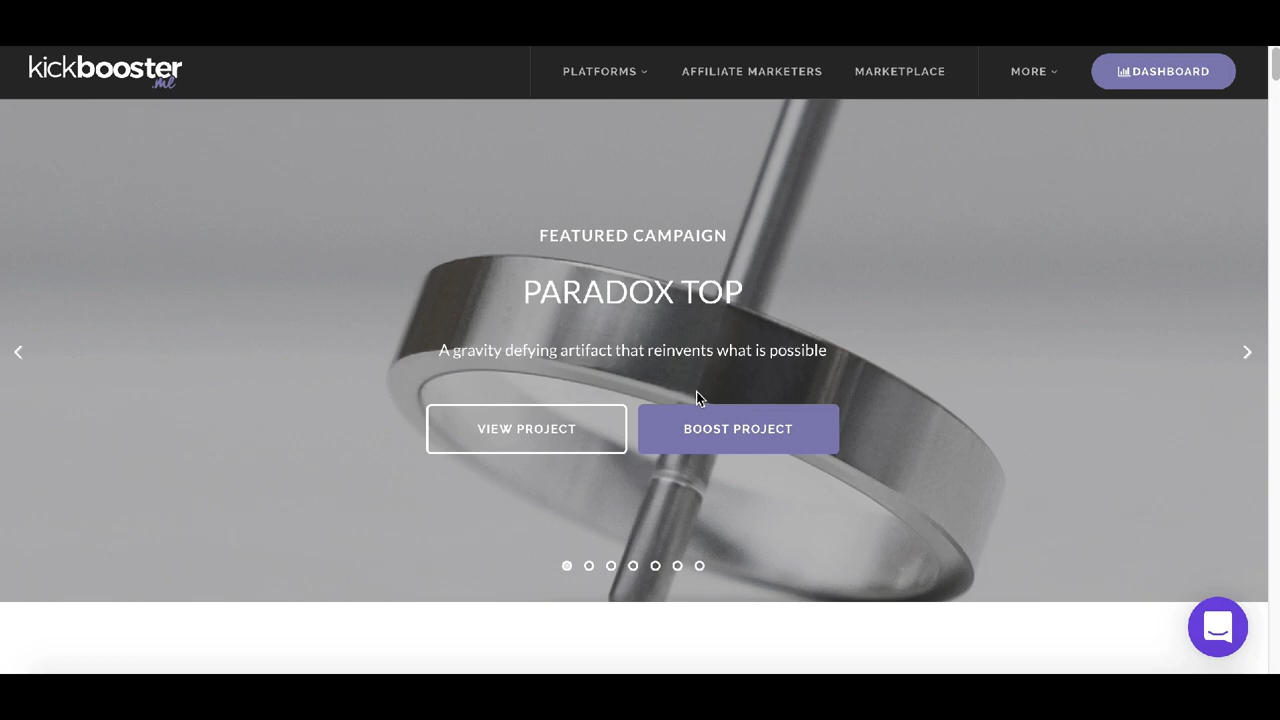 kickbooster
.me
PLATFORMS
AFFILIATE MARKETERS
MARKETPLACE
MORE
DASHBOARD
FEATURED CAMPAIGN
PARADOX TOP
A gravity defying artifact that reinvents what is possible
VIEW PROJECT
BOOST PROJECT